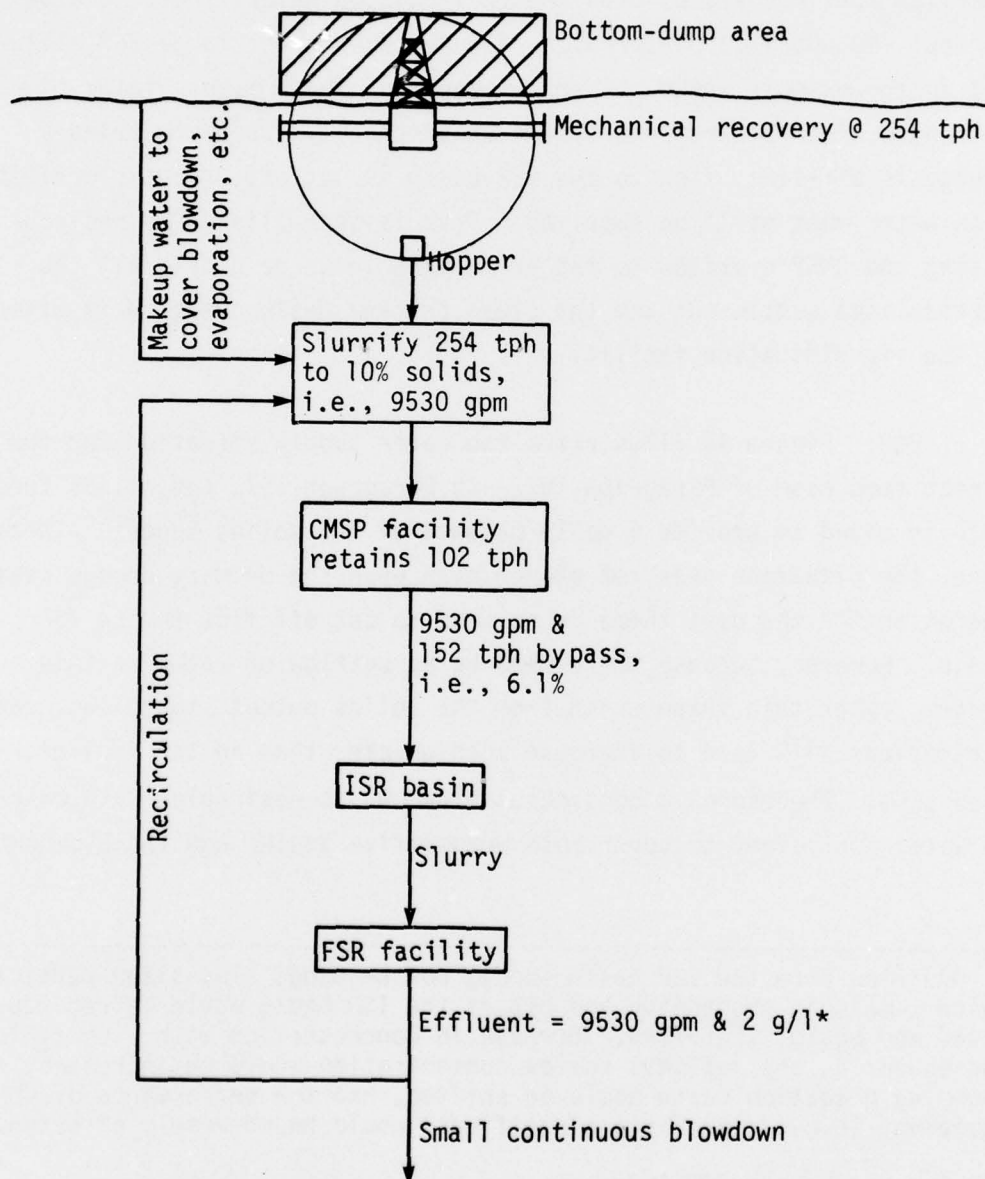 Bottom-dump area
Mechanical recovery @ 254 tph
Makeup water to
cover blowdown,
evaporation, etc.
Hopper
Slurrify 254 tph
to 10% solids,
i.e., 9530 gpm
CMSP facility
retains 102 tph
9530 gpm &
152 tph bypass,
i.e., 6.1%
Recirculation
ISR basin
Slurry
FSR facility
Effluent = 9530 gpm & 2 g/l*
Small continuous blowdown